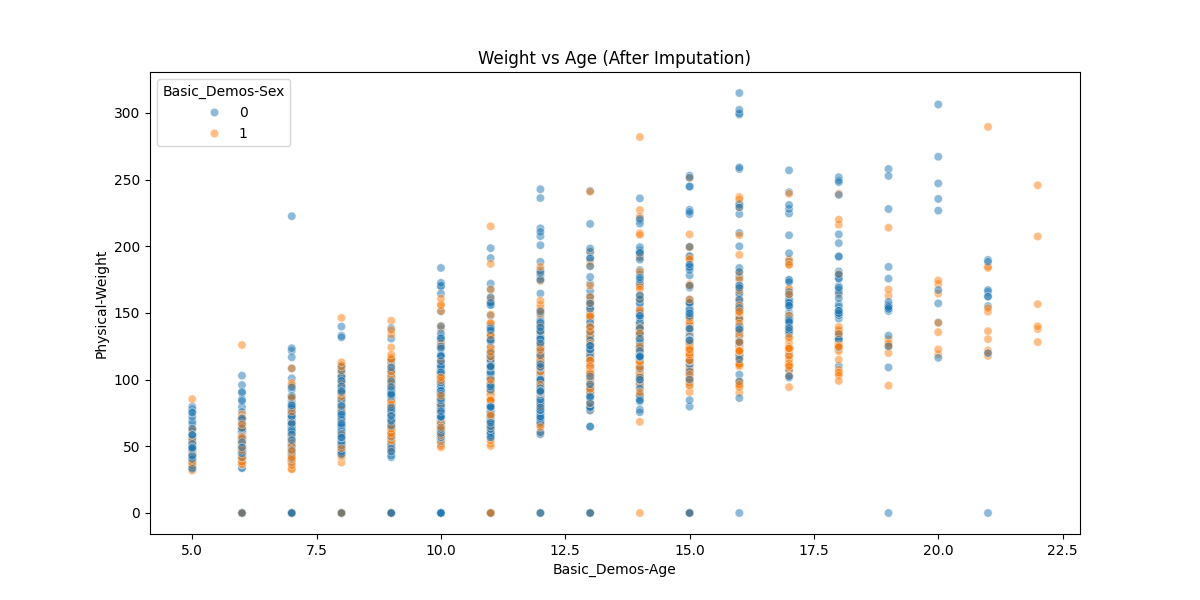 Weight vs Age (After Imputation)
Basic_Demos-Sex
0
1
300
250
200
150
100
50
0
Physical-Weight
5.0 7.5 10.0 12.5 15.0 17.5 20.0 22.5
Basic_Demos-Age